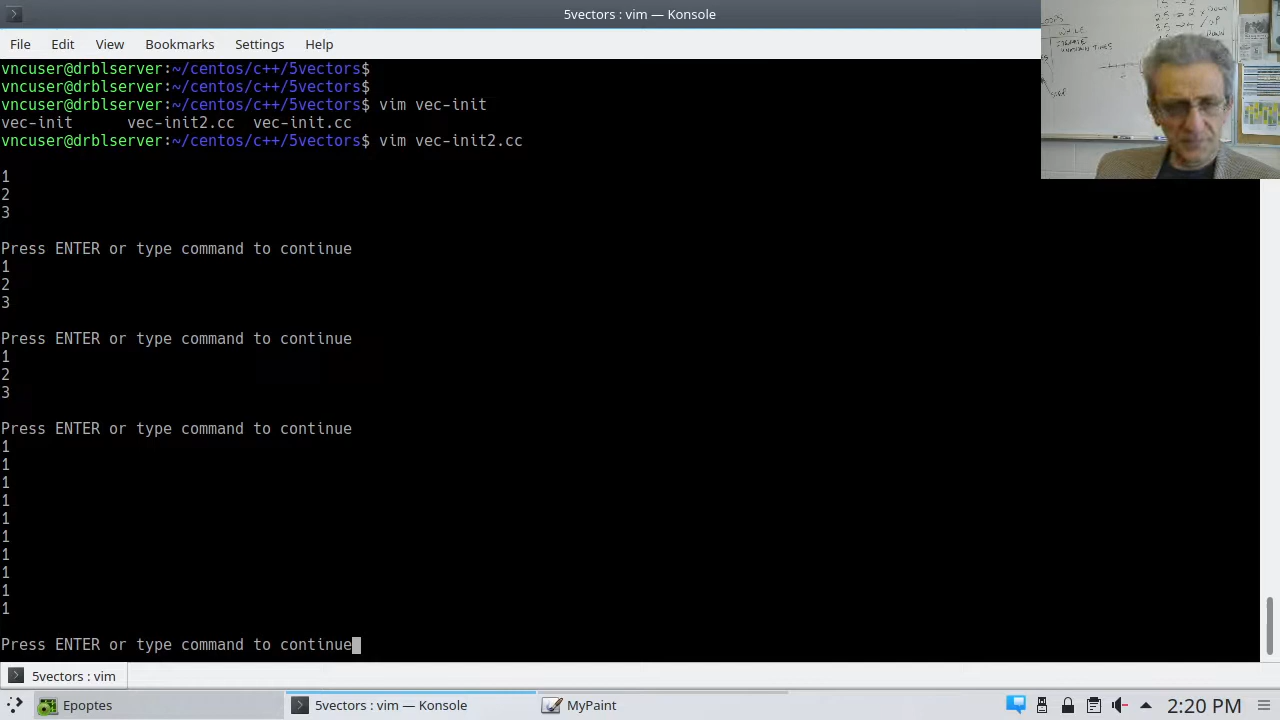 5vectors : vim — Konsole
File Edit View Bookmarks Settings Help
vncuser@drblserver:~/centos/c++/5vectors$
vncuser@drblserver:~/centos/c++/5vectors$
vncuser@drblserver:~/centos/c++/5vectors$ vim vec-init
vec-init vec-init2.cc vec-init.cc
vncuser@drblserver:~/centos/c++/5vectors$ vim vec-init2.cc
1
2
3
Press ENTER or type command to continue
1
2
3
Press ENTER or type command to continue
1
2
3
Press ENTER or type command to continue
1
1
1
1
1
1
1
1
1
1
Press ENTER or type command to continue
5vectors : vim
Epoptes 5vectors : vim — Konsole MyPaint 2:20 PM